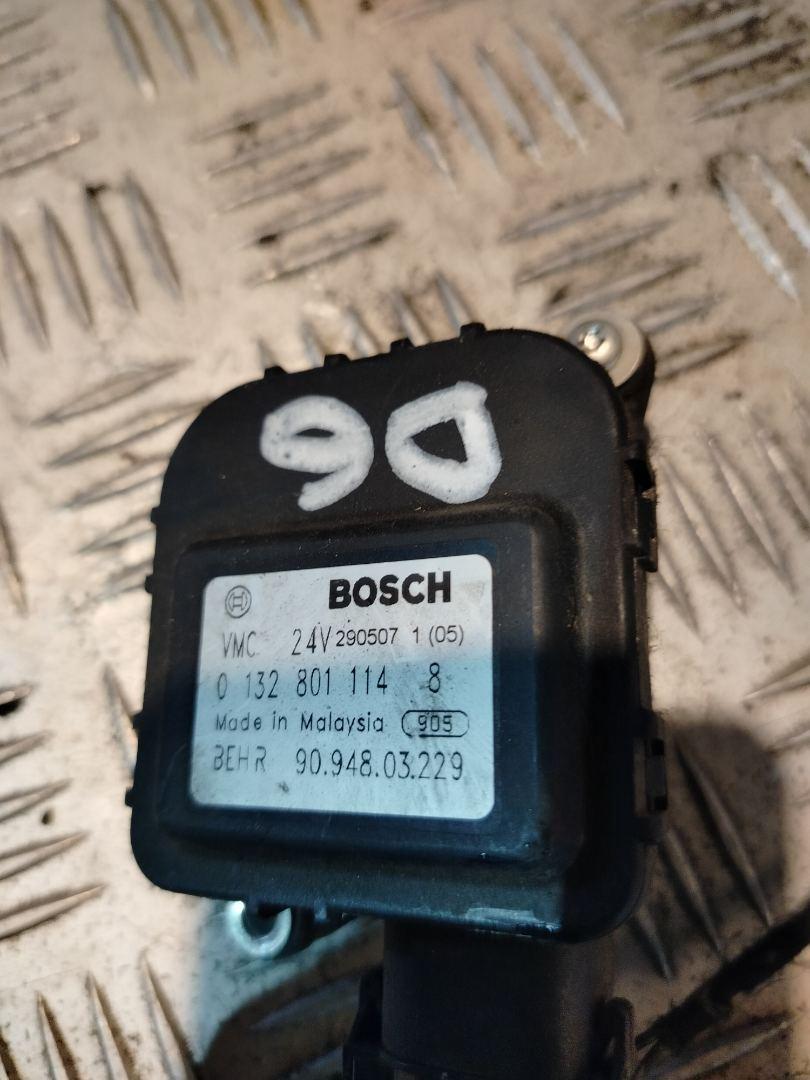 90
BOSCH
VMC 24V 290507 1 (05)
0 132 801 114 8
Made in Malaysia 905
BEHR 90.948.03.229